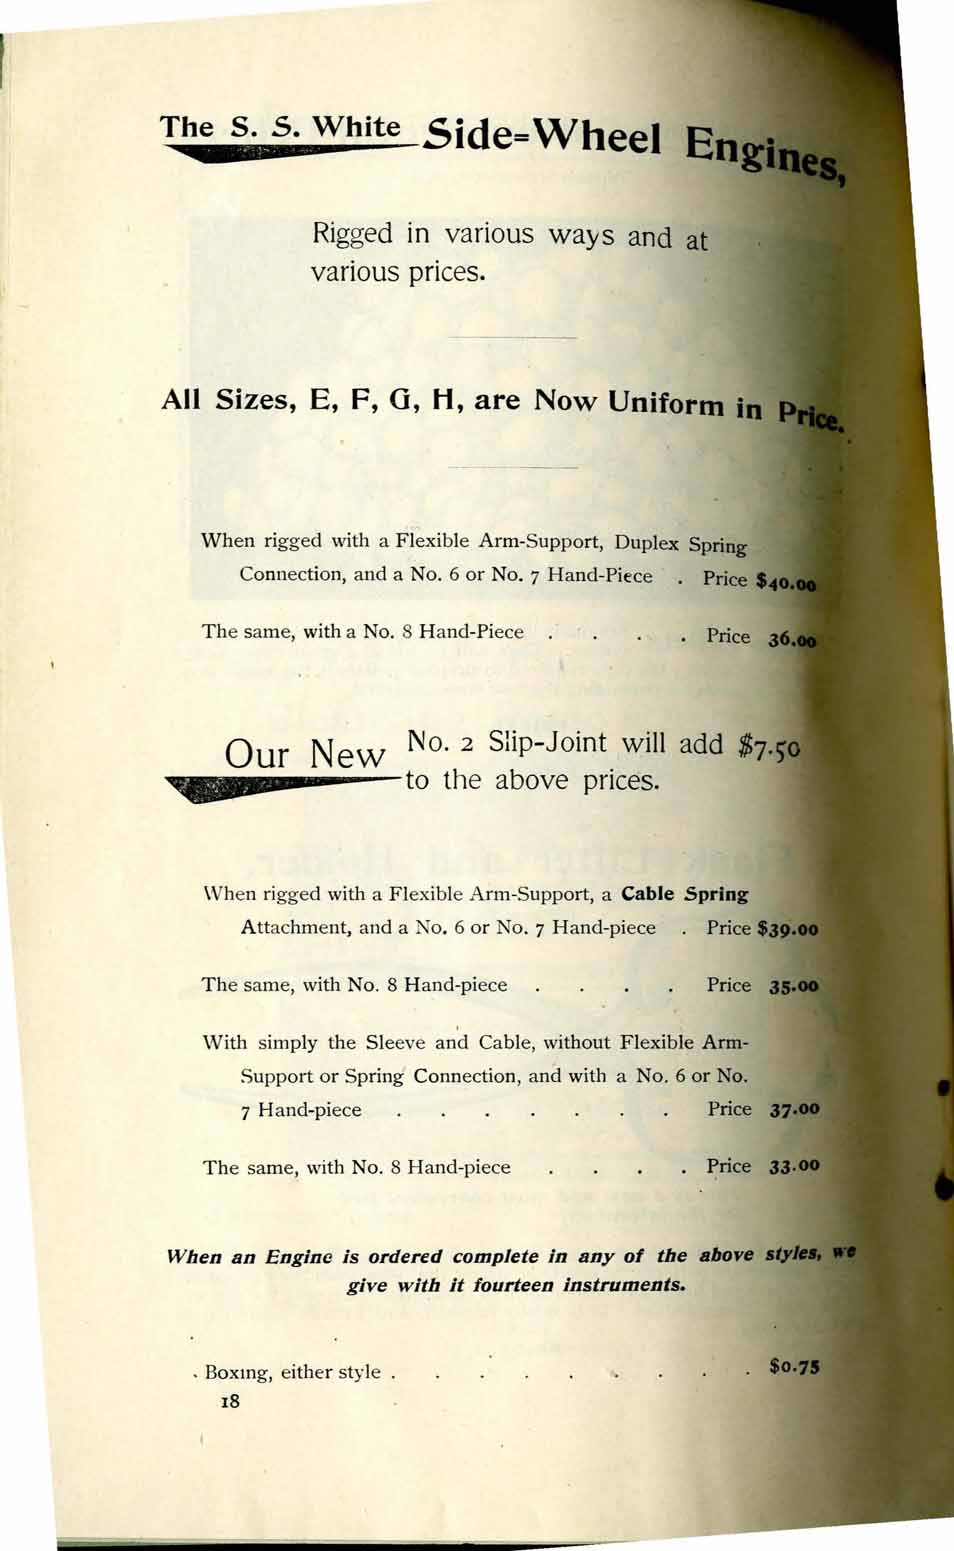 The S. S. White Side=Wheel Engines,
Rigged in various ways and at
various prices.
All Sizes, E, F, G, H, are Now Uniform in Price.
When rigged with a Flexible Arm-Support, Duplex Spring
Connection, and a No. 6 or No. 7 Hand-Piece . Price $40.00
The same, with a No. 8 Hand-Piece . . . . Price 36.00
Our New No. 2 Slip-Joint will add $7.50
to the above prices.
When rigged with a Flexible Arm-Support, a Cable Spring
Attachment, and a No. 6 or No. 7 Hand-piece . Price $39.00
The same, with No. 8 Hand-piece . . . . Price 35.00
With simply the Sleeve and Cable, without Flexible Arm-
Support or Spring Connection, and with a No. 6 or No.
7 Hand-piece . . . . . . . Price 37.00
The same, with No. 8 Hand-piece . . . . Price 33.00
When an Engine is ordered complete in any of the above styles, we
give with it fourteen instruments.
Boxing, either style . . . . . . . . . $0.75
18